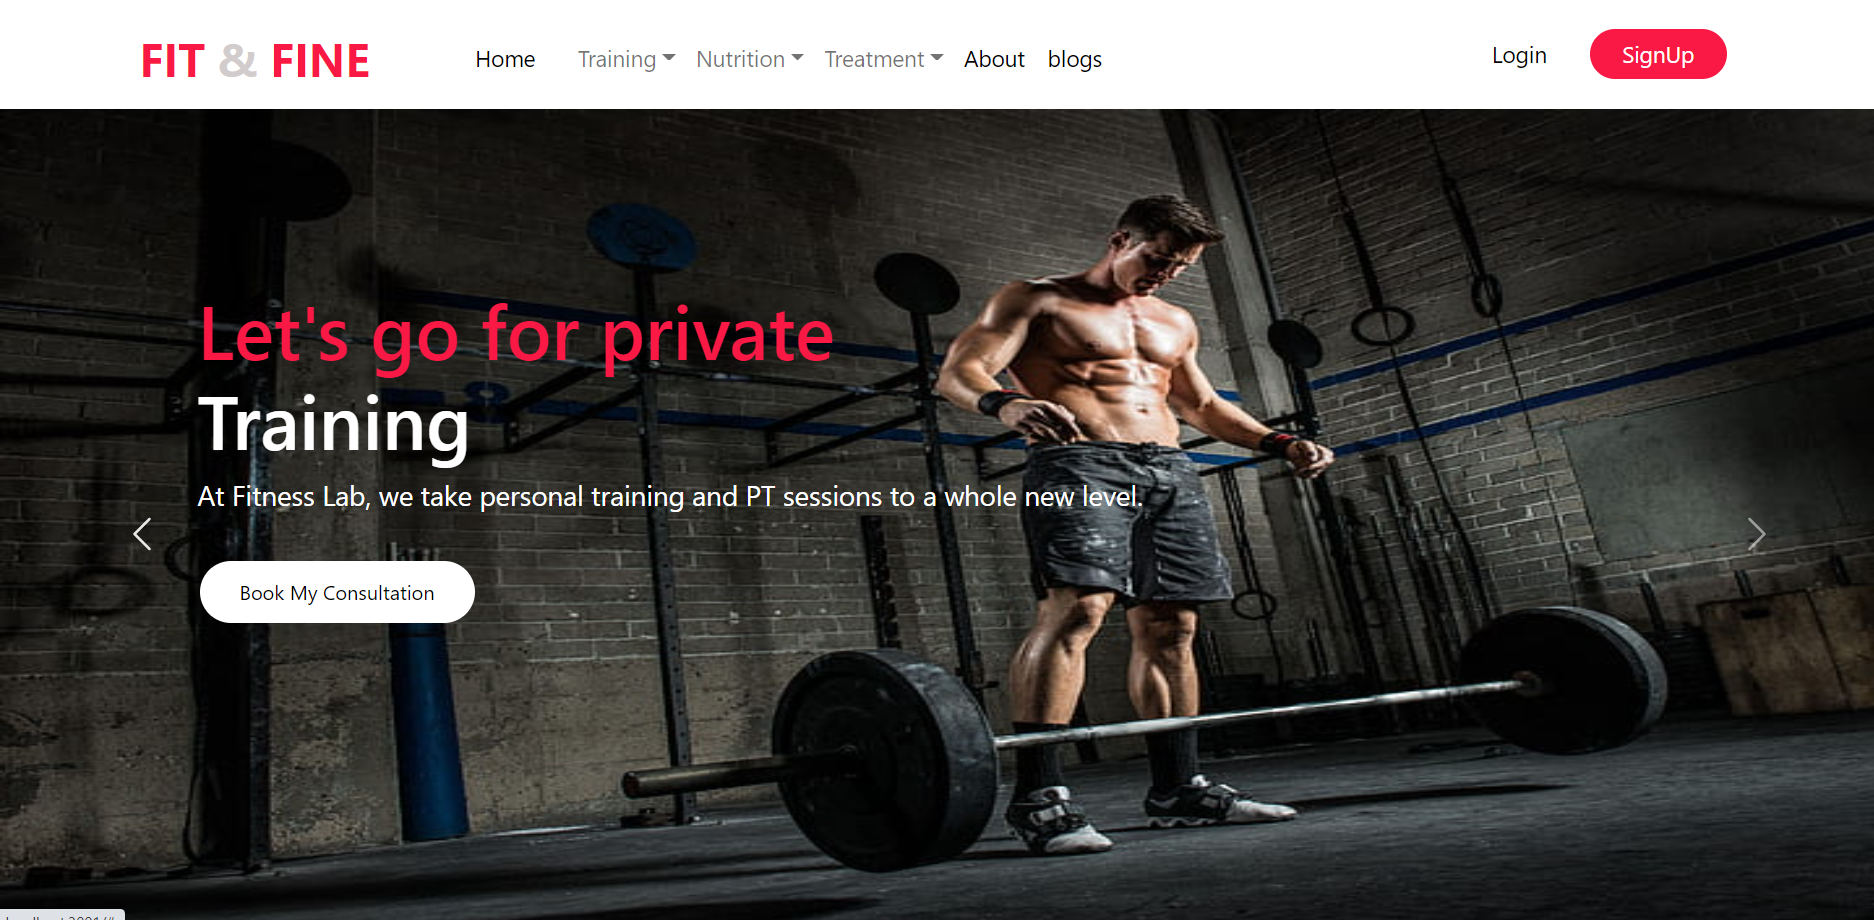 FIT & FINE
Home Training Nutrition Treatment About blogs
Login SignUp
Let's go for private
Training
At Fitness Lab, we take personal training and PT sessions to a whole new level.
Book My Consultation